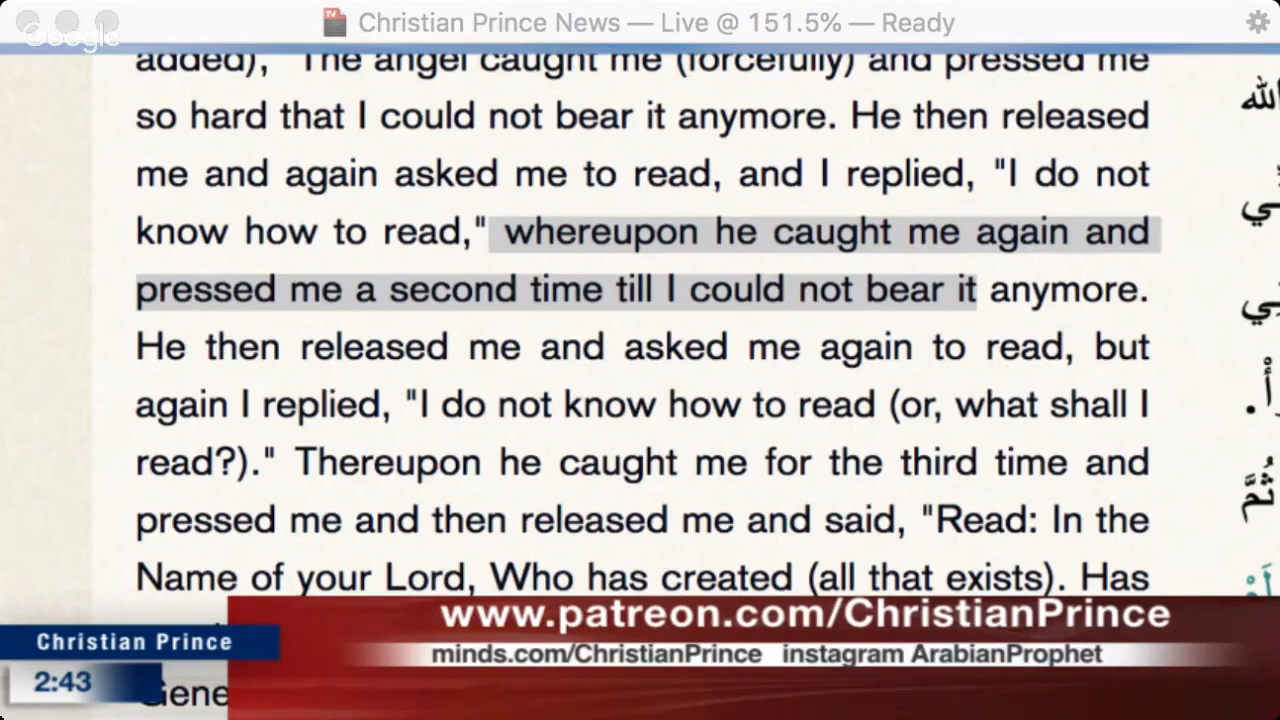 Christian Prince News — Live @ 151.5% — Ready
Google
added), "The angel caught me (forcefully) and pressed me
so hard that I could not bear it anymore. He then released
me and again asked me to read, and I replied, "I do not
know how to read," whereupon he caught me again and
pressed me a second time till I could not bear it anymore.
He then released me and asked me again to read, but
again I replied, "I do not know how to read (or, what shall I
read?)." Thereupon he caught me for the third time and
pressed me and then released me and said, "Read: In the
Name of your Lord, Who has created (all that exists). Has
الله
ثُمَّ
www.patreon.com/ChristianPrince
Christian Prince
minds.com/ChristianPrince instagram ArabianProphet
2:43